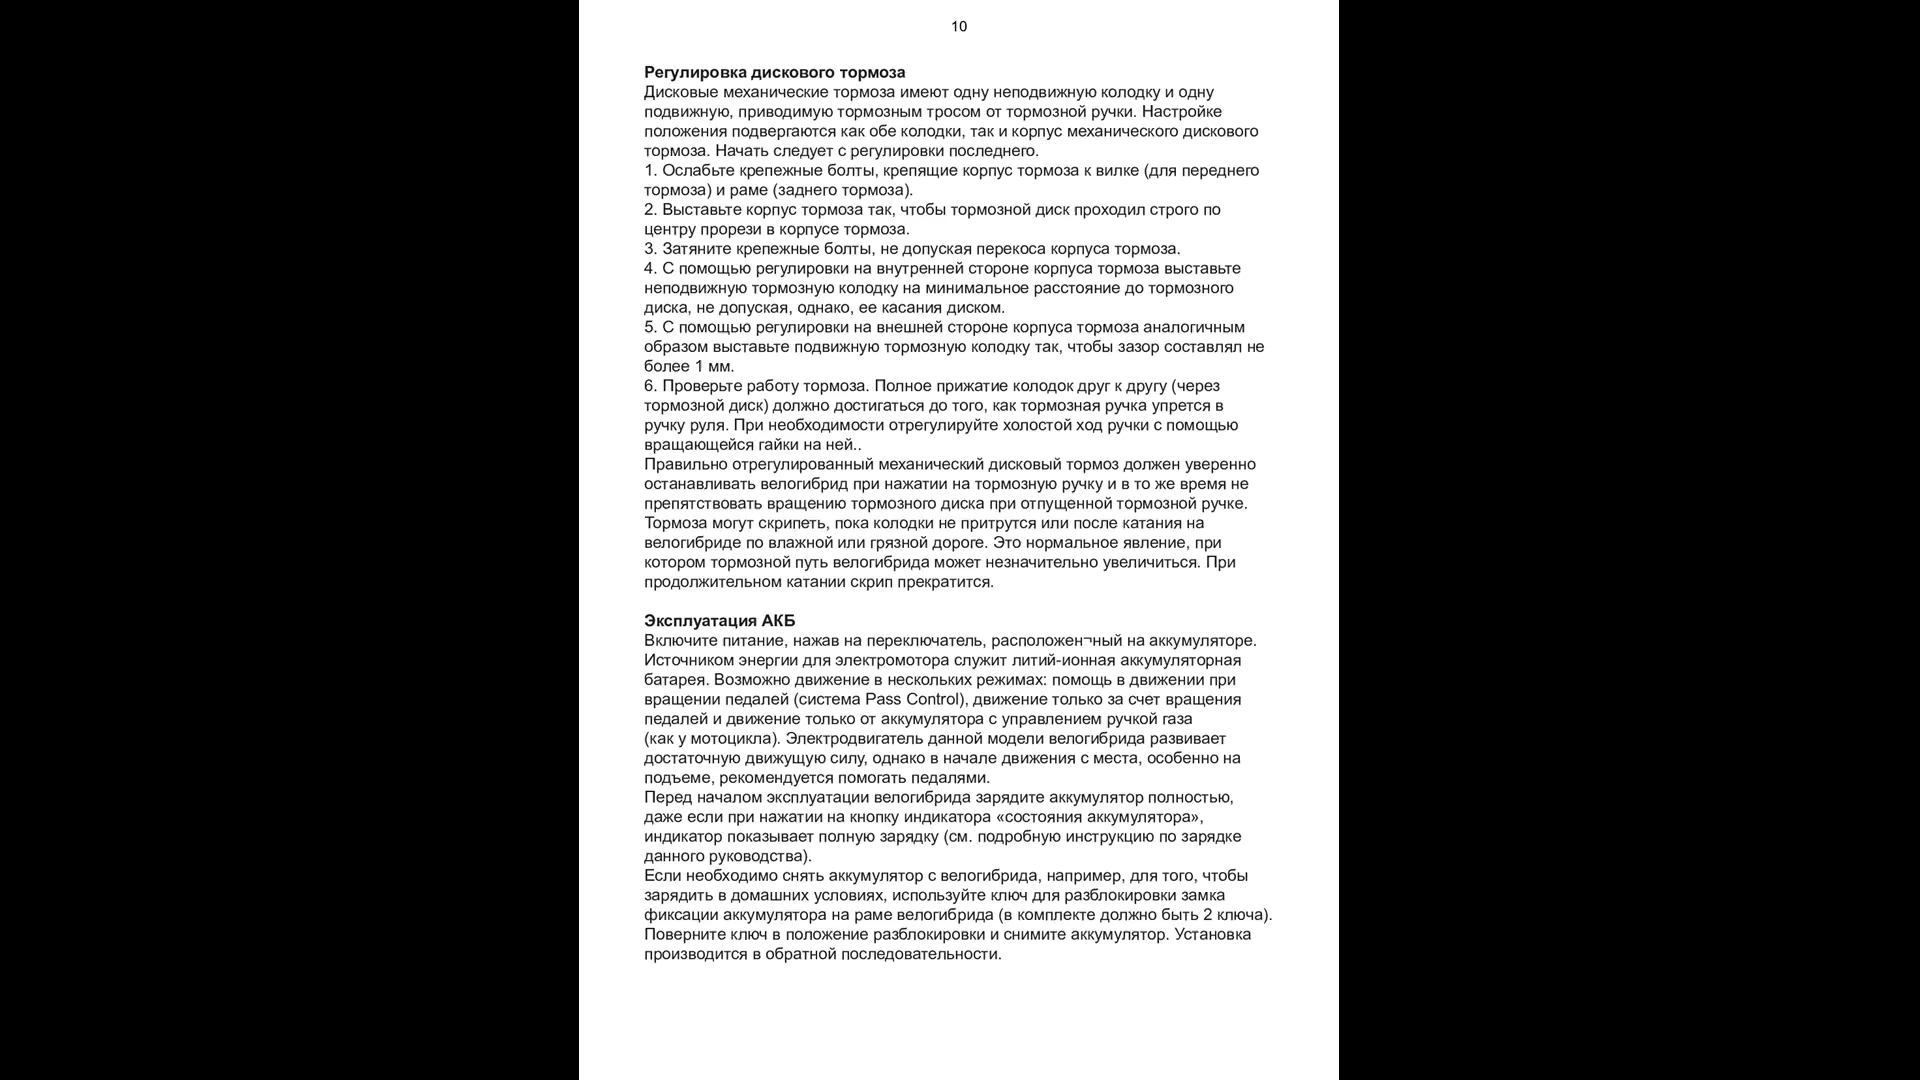 10
Регулировка дискового тормоза
Дисковые механические тормоза имеют одну неподвижную колодку и одну
подвижную, приводимую тормозным тросом от тормозной ручки. Настройке
положения подвергаются как обе колодки, так и корпус механического дискового
тормоза. Начать следует с регулировки последнего.
1. Ослабьте крепежные болты, крепящие корпус тормоза к вилке (для переднего
тормоза) и раме (заднего тормоза).
2. Выставьте корпус тормоза так, чтобы тормозной диск проходил строго по
центру прорези в корпусе тормоза.
3. Затяните крепежные болты, не допуская перекоса корпуса тормоза.
4. С помощью регулировки на внутренней стороне корпуса тормоза выставьте
неподвижную тормозную колодку на минимальное расстояние до тормозного
диска, не допуская, однако, ее касания диском.
5. С помощью регулировки на внешней стороне корпуса тормоза аналогичным
образом выставьте подвижную тормозную колодку так, чтобы зазор составлял не
более 1 мм.
6. Проверьте работу тормоза. Полное прижатие колодок друг к другу (через
тормозной диск) должно достигаться до того, как тормозная ручка упрется в
ручку руля. При необходимости отрегулируйте холостой ход ручки с помощью
вращающейся гайки на ней..
Правильно отрегулированный механический дисковый тормоз должен уверенно
останавливать велогибрид при нажатии на тормозную ручку и в то же время не
препятствовать вращению тормозного диска при отпущенной тормозной ручке.
Тормоза могут скрипеть, пока колодки не притрутся или после катания на
велогибриде по влажной или грязной дороге. Это нормальное явление, при
котором тормозной путь велогибрида может незначительно увеличиться. При
продолжительном катании скрип прекратится.
Эксплуатация АКБ
Включите питание, нажав на переключатель, расположен¬ный на аккумуляторе.
Источником энергии для электромотора служит литий-ионная аккумуляторная
батарея. Возможно движение в нескольких режимах: помощь в движении при
вращении педалей (система Pass Control), движение только за счет вращения
педалей и движение только от аккумулятора с управлением ручкой газа
(как у мотоцикла). Электродвигатель данной модели велогибрида развивает
достаточную движущую силу, однако в начале движения с места, особенно на
подъеме, рекомендуется помогать педалями.
Перед началом эксплуатации велогибрида зарядите аккумулятор полностью,
даже если при нажатии на кнопку индикатора «состояния аккумулятора»,
индикатор показывает полную зарядку (см. подробную инструкцию по зарядке
данного руководства).
Если необходимо снять аккумулятор с велогибрида, например, для того, чтобы
зарядить в домашних условиях, используйте ключ для разблокировки замка
фиксации аккумулятора на раме велогибрида (в комплекте должно быть 2 ключа).
Поверните ключ в положение разблокировки и снимите аккумулятор. Установка
производится в обратной последовательности.